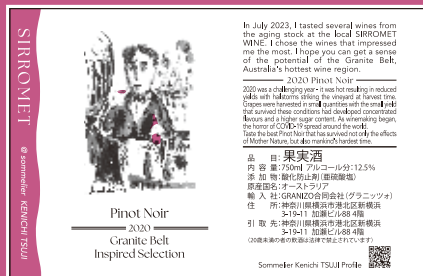 SIRROMET
@ sommelier KENICHI TSUJI
Pinot Noir
2020
Granite Belt
Inspired Selection
In July 2023, I tasted several wines from
the aging stock at the local SIRROMET
WINE. I chose the wines that impressed
me the most. I hope you can get a sense
of the potential of the Granite Belt,
Australia's hottest wine region.
2020 Pinot Noir
2020 was a challenging year - it was hot resulting in reduced
yields with hailstorms striking the vineyard at harvest time.
Grapes were harvested in small quantities with the small yield
that survived these conditions had developed concentrated
flavours and a higher sugar content. As winemaking began,
the horror of COVID-19 spread around the world.
Taste the best Pinot Noir that has survived not only the effects
of Mother Nature, but also mankind's hardest time.
品 目:果実酒
内 容 量:750ml アルコール分:12.5%
添 加 物:酸化防止剤(亜硫酸塩)
原産国名:オーストラリア
輸 入 社:GRANIZO合同会社(グラニッツォ)
住 所:神奈川県横浜市港北区新横浜
3-19-11 加瀬ビル88 4階
引 取 先:神奈川県横浜市港北区新横浜
3-19-11 加瀬ビル88 4階
(20歳未満の者の飲酒は法律で禁止されています)
Sommelier Kenichi TSUJI Profile